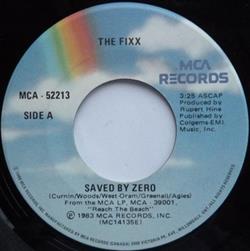 THE FIXX
MCA RECORDS
MCA - 52213
SIDE A
3:25 ASCAP
Produced by
Rupert Hine
Published by
Colgems-EMI
Music, Inc.
SAVED BY ZERO
(Curnin/Woods/West-Oram/Greenall/Agies)
From the MCA LP, MCA - 39001,
"Reach The Beach"
℗ 1983 MCA Records, Inc.
(MC14135E)